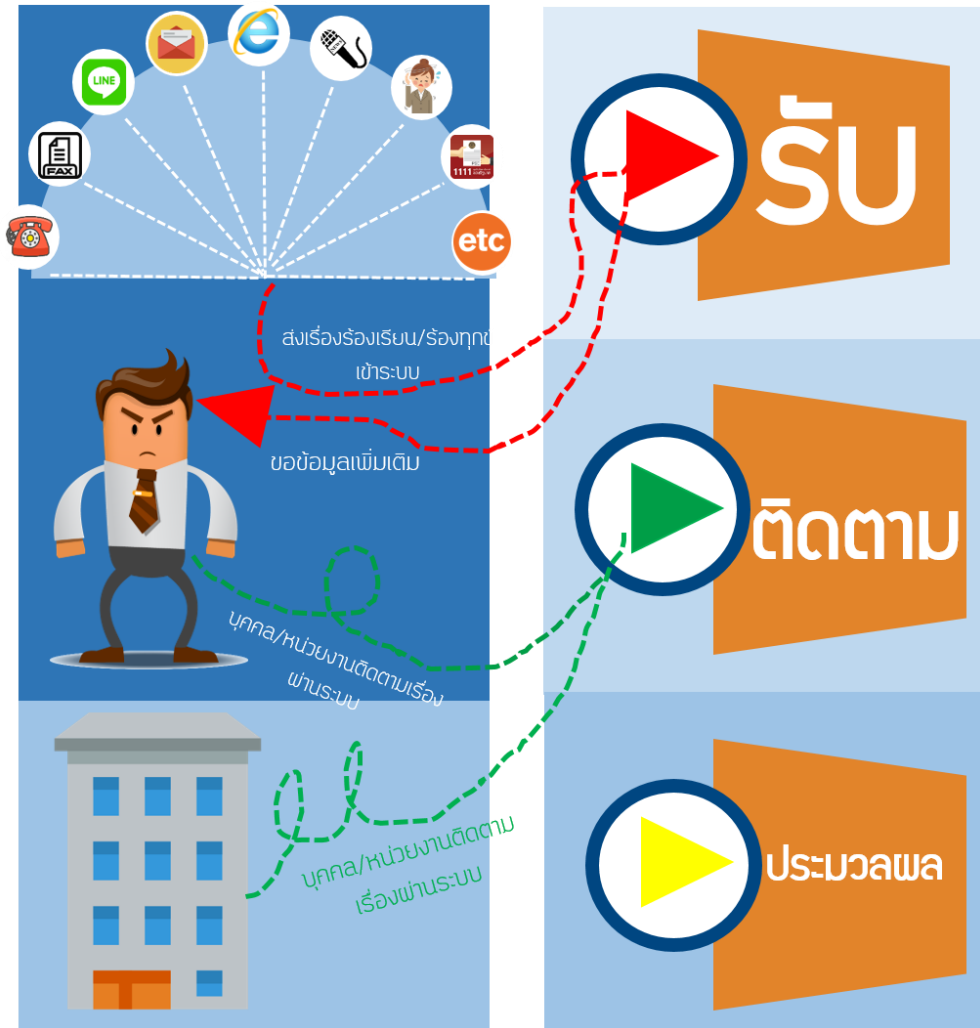 LINE
FAX
NEWS
1111
etc
ส่งเรื่องร้องเรียน/ร้องทุกข์
เข้าระบบ
ขอข้อมูลเพิ่มเติม
บุคคล/หน่วยงานติดตามเรื่อง
ผ่านระบบ
บุคคล/หน่วยงานติดตาม
เรื่องผ่านระบบ
รับ
ติดตาม
ประมวลผล